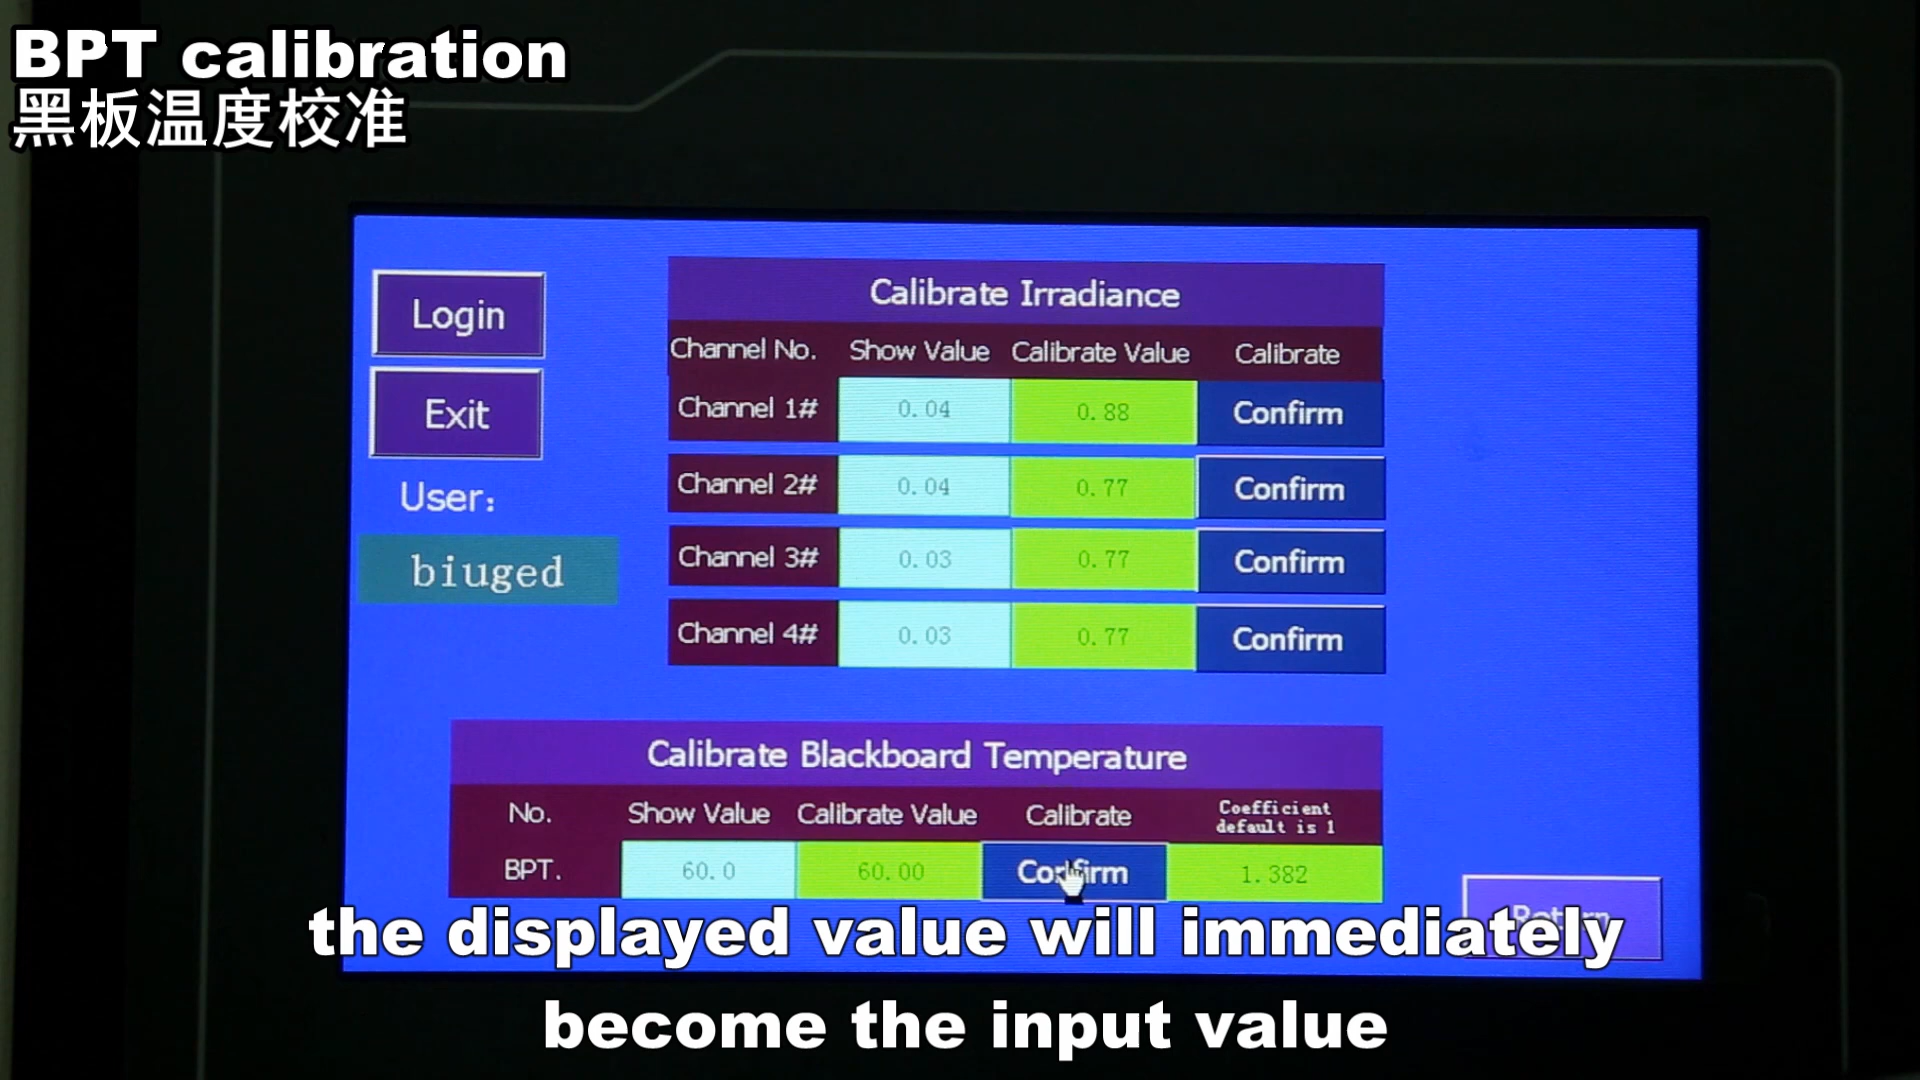 BPT calibration
黑板温度校准
Login
Exit
User:
biuged
Calibrate Irradiance
Channel No. Show Value Calibrate Value Calibrate
Channel 1# 0.04 0.88 Confirm
Channel 2# 0.04 0.77 Confirm
Channel 3# 0.03 0.77 Confirm
Channel 4# 0.03 0.77 Confirm
Calibrate Blackboard Temperature
No. Show Value Calibrate Value Calibrate Coefficient
default is 1
BPT. 60.0 60.00 Confirm 1.382
Return
the displayed value will immediately
become the input value